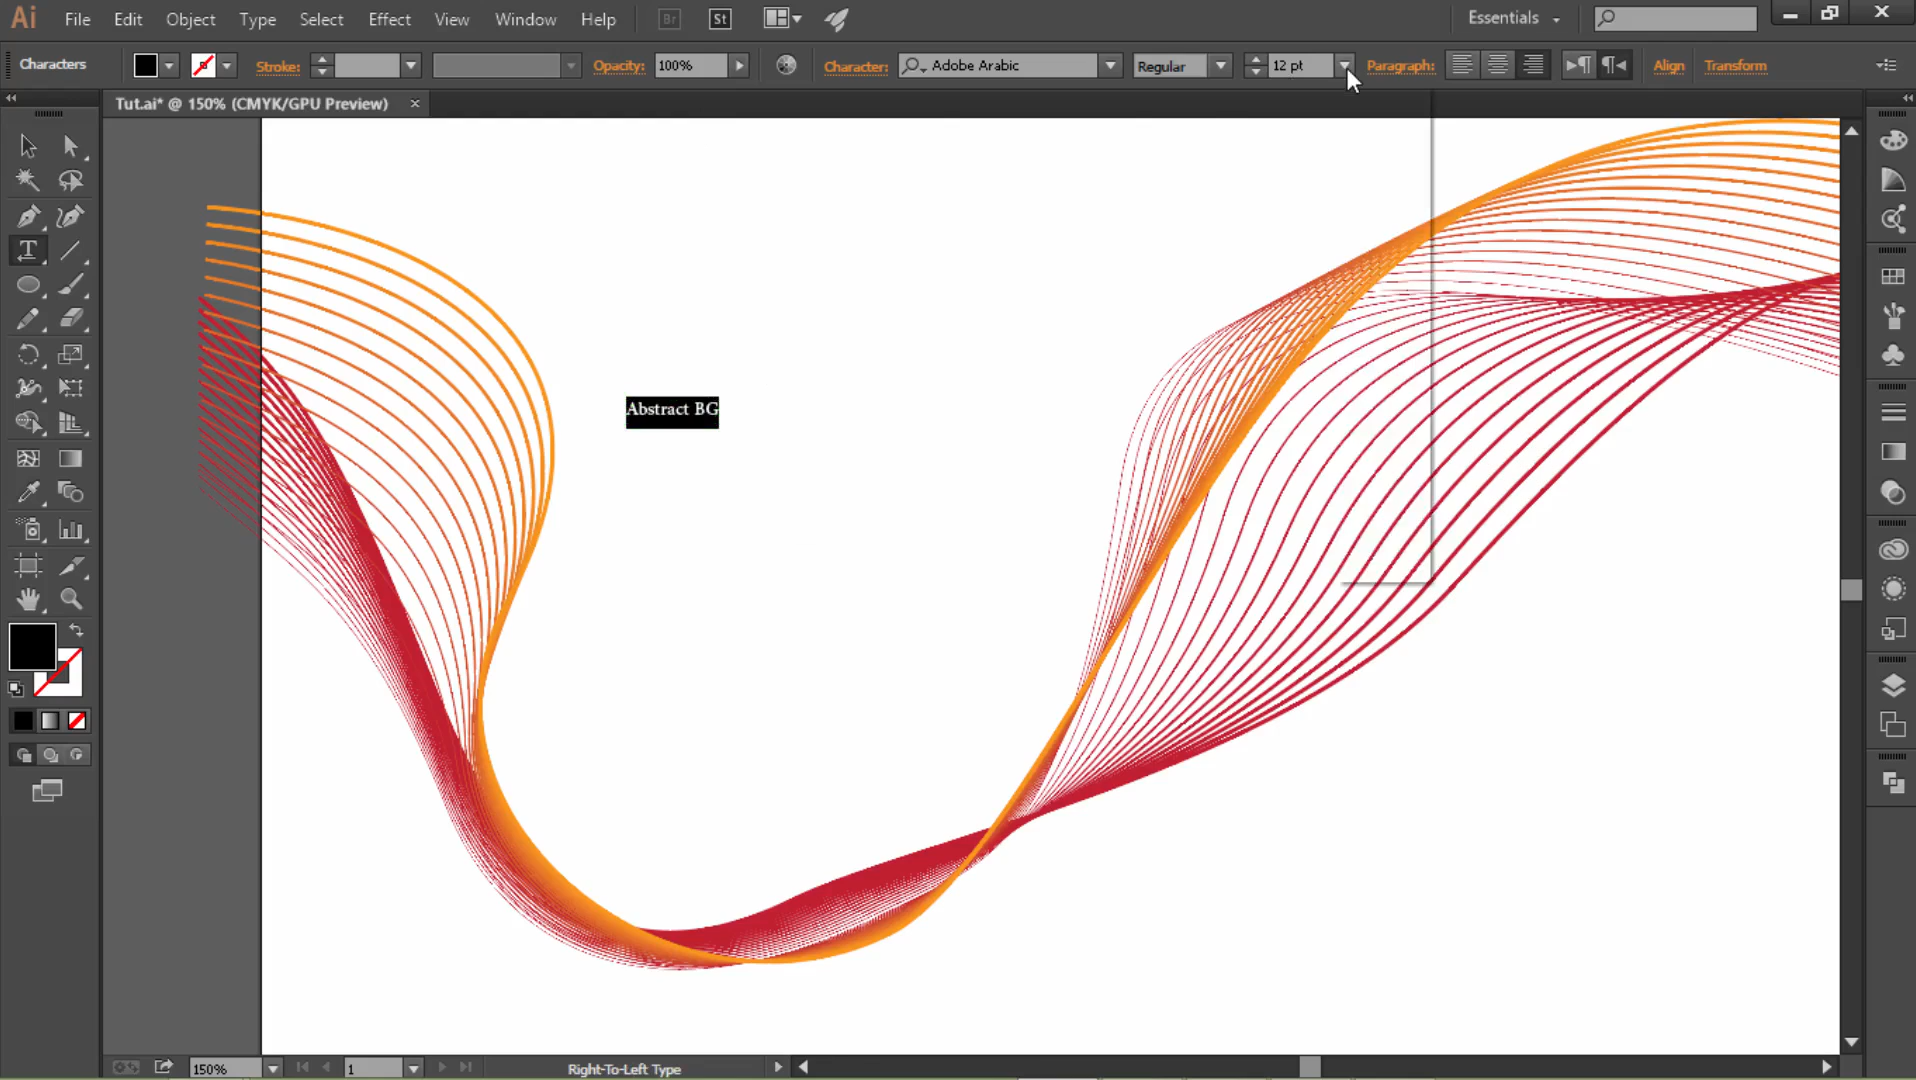 Ai File Edit Object Type Select Effect View Window Help Br St Essentials
Characters Stroke: Opacity: 100% Character: Adobe Arabic Regular 12 pt Paragraph: Align Transform
Tut.ai* @ 150% (CMYK/GPU Preview)
Abstract BG
150% 1 Right-To-Left Type